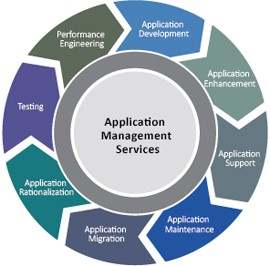 Application
Management
Services
Application
Development
Application
Enhancement
Application
Support
Application
Maintenance
Application
Migration
Application
Rationalization
Testing
Performance
Engineering